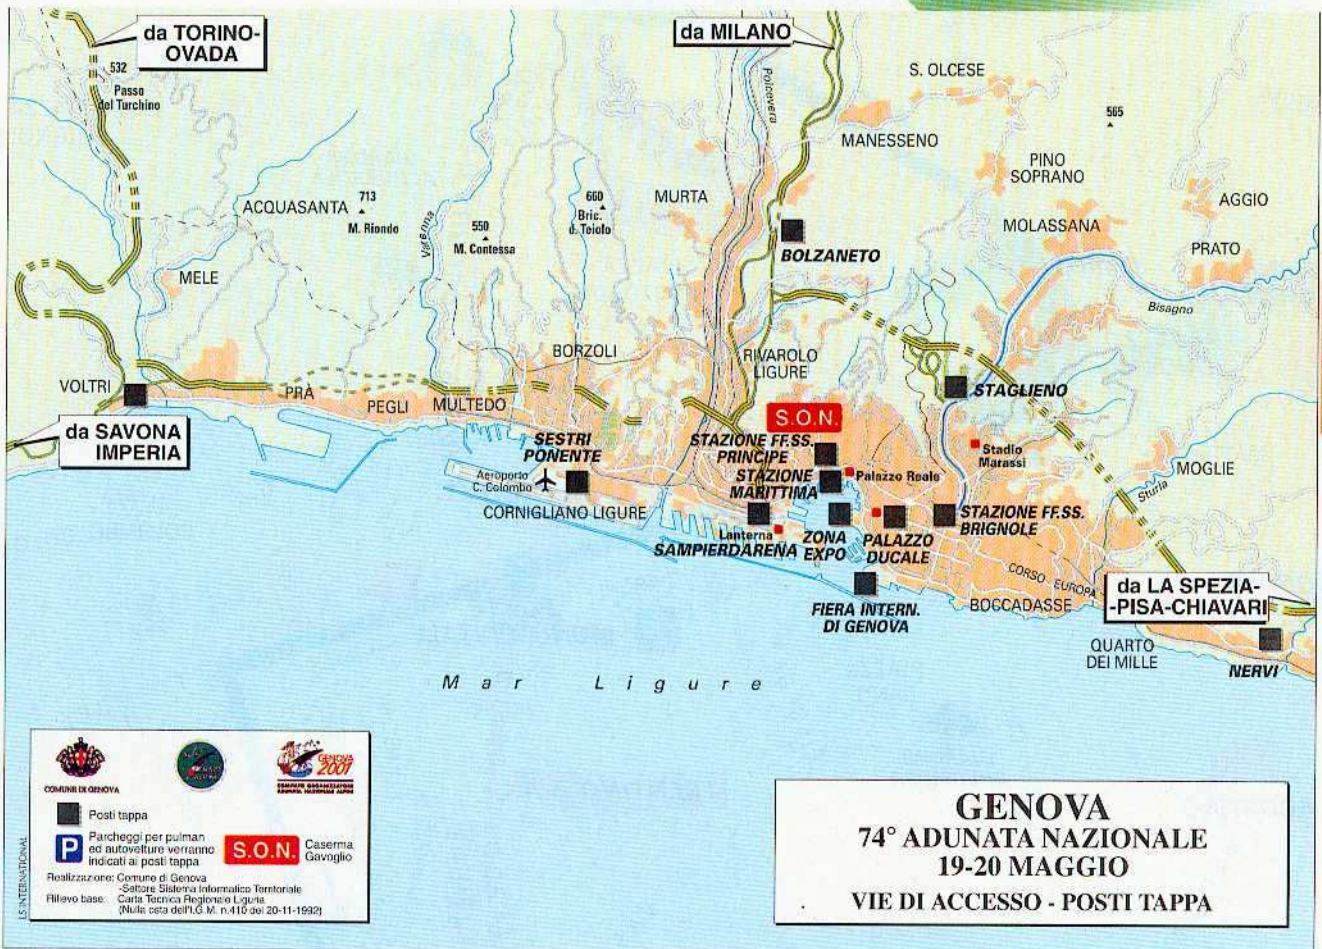 da TORINO-
OVADA
da MILANO
532
Passo
del Turchino
Polcevera
S. OLCESE
565
MANESSENO
PINO
SOPRANO
AGGIO
ACQUASANTA
713
M. Riondo
Varenna
550
M. Contessa
660
Bric.
d. Teiolo
MURTA
MOLASSANA
PRATO
BOLZANETO
MELE
Bisagno
BORZOLI
RIVAROLO
LIGURE
VOLTRI
PRÀ
PEGLI
MULTEDO
STAGLIENO
S.O.N.
da SAVONA
IMPERIA
SESTRI
PONENTE
STAZIONE FF.SS.
PRINCIPE
STAZIONE
MARITTIMA
Palazzo Reale
Stadio
Marassi
MOGLIE
Sturla
Aeroporto
C. Colombo
CORNIGLIANO LIGURE
Lanterna
SAMPIERDARENA
ZONA
EXPO
PALAZZO
DUCALE
STAZIONE FF.SS.
BRIGNOLE
CORSO EUROPA
BOCCADASSE
da LA SPEZIA-
-PISA-CHIAVARI
FIERA INTERN.
DI GENOVA
QUARTO
DEI MILLE
NERVI
Mar Ligure
COMUNE DI GENOVA
GENOVA
2001
COMITATO ORGANIZZATORE
ADUNATA NAZIONALE ALPINI
Posti tappa
P
Parcheggi per pulman
ed autovetture verranno
indicati ai posti tappa
S.O.N.
Caserma
Gavoglio
Realizzazione: Comune di Genova
-Settore Sistema Informatico Territoriale
Rilievo base: Carta Tecnica Regionale Liguria
(Nulla osta dell'I.G.M. n.410 del 20-11-1992)
LS INTERNATIONAL
GENOVA
74° ADUNATA NAZIONALE
19-20 MAGGIO
VIE DI ACCESSO - POSTI TAPPA